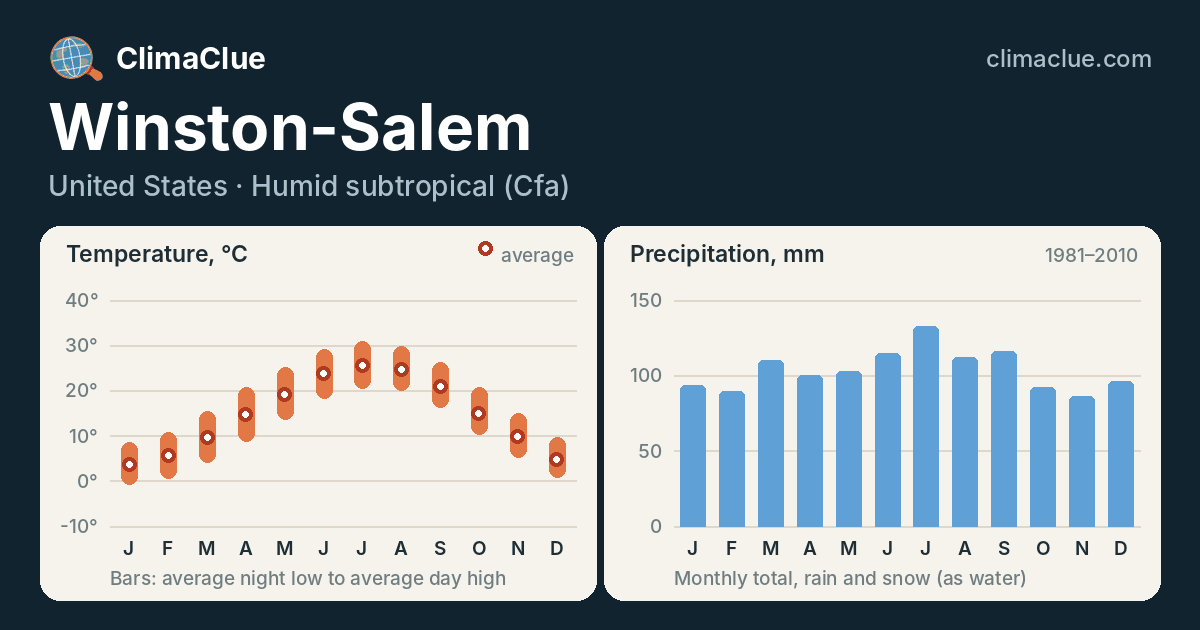 ClimaClue
climaclue.com
Winston-Salem
United States · Humid subtropical (Cfa)
Temperature, °C
average
40°
30°
20°
10°
0°
-10°
J F M A M J J A S O N D
Bars: average night low to average day high
Precipitation, mm
1981–2010
150
100
50
0
J F M A M J J A S O N D
Monthly total, rain and snow (as water)